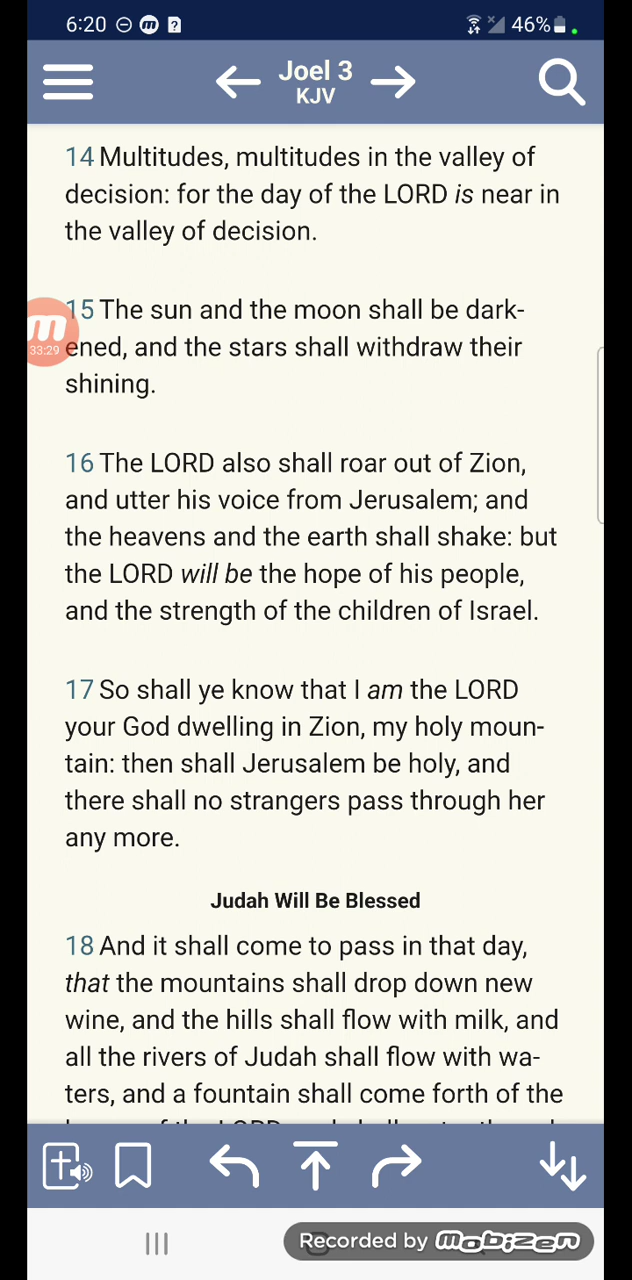 6:20 46%
Joel 3
KJV
14 Multitudes, multitudes in the valley of
decision: for the day of the LORD is near in
the valley of decision.
15 The sun and the moon shall be dark-
33:29 ened, and the stars shall withdraw their
shining.
16 The LORD also shall roar out of Zion,
and utter his voice from Jerusalem; and
the heavens and the earth shall shake: but
the LORD will be the hope of his people,
and the strength of the children of Israel.
17 So shall ye know that I am the LORD
your God dwelling in Zion, my holy moun-
tain: then shall Jerusalem be holy, and
there shall no strangers pass through her
any more.
Judah Will Be Blessed
18 And it shall come to pass in that day,
that the mountains shall drop down new
wine, and the hills shall flow with milk, and
all the rivers of Judah shall flow with wa-
ters, and a fountain shall come forth of the
Recorded by mobizen